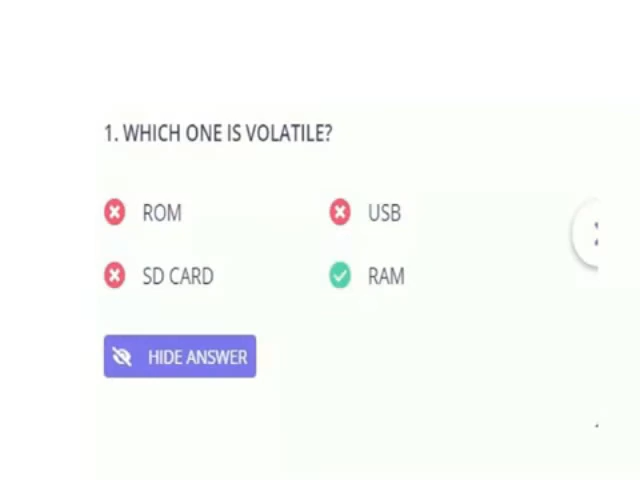 1. WHICH ONE IS VOLATILE?
ROM USB
SD CARD RAM
HIDE ANSWER